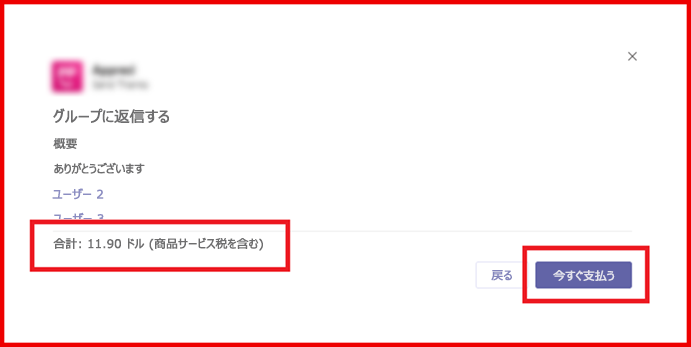 グループに返信する
概要
ありがとうございます
ユーザー 2
ユーザー 3
合計: 11.90 ドル (商品サービス税を含む)
戻る
今すぐ支払う